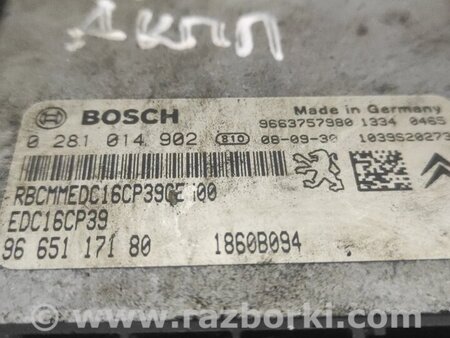 АКПП
BOSCH
Made in Germany
9663757980 1334 0465
0 281 014 902 810 08-09-30 1039S20273
EDC16CP39
96 651 171 80 1860B094
© www.razborki.com